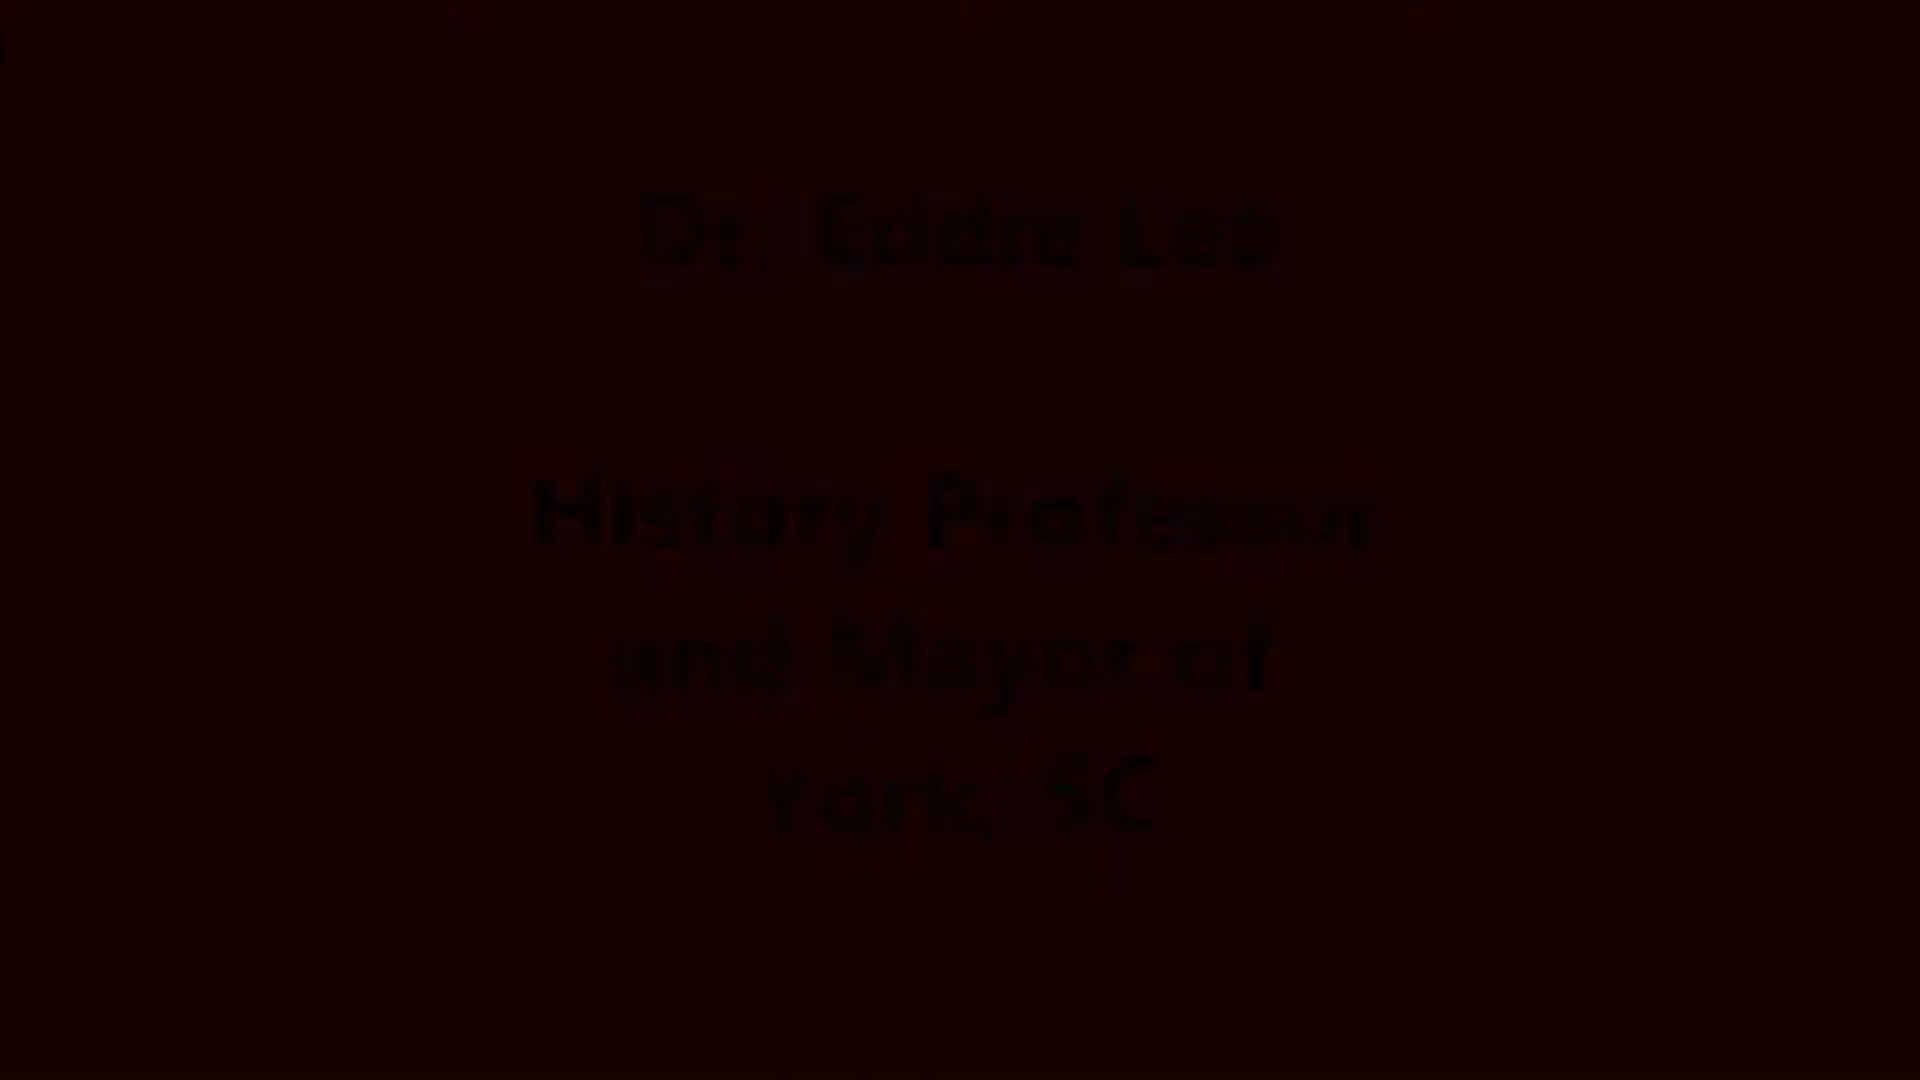 Dr. Eddie Lee
History Professor
and Mayor of
York, SC